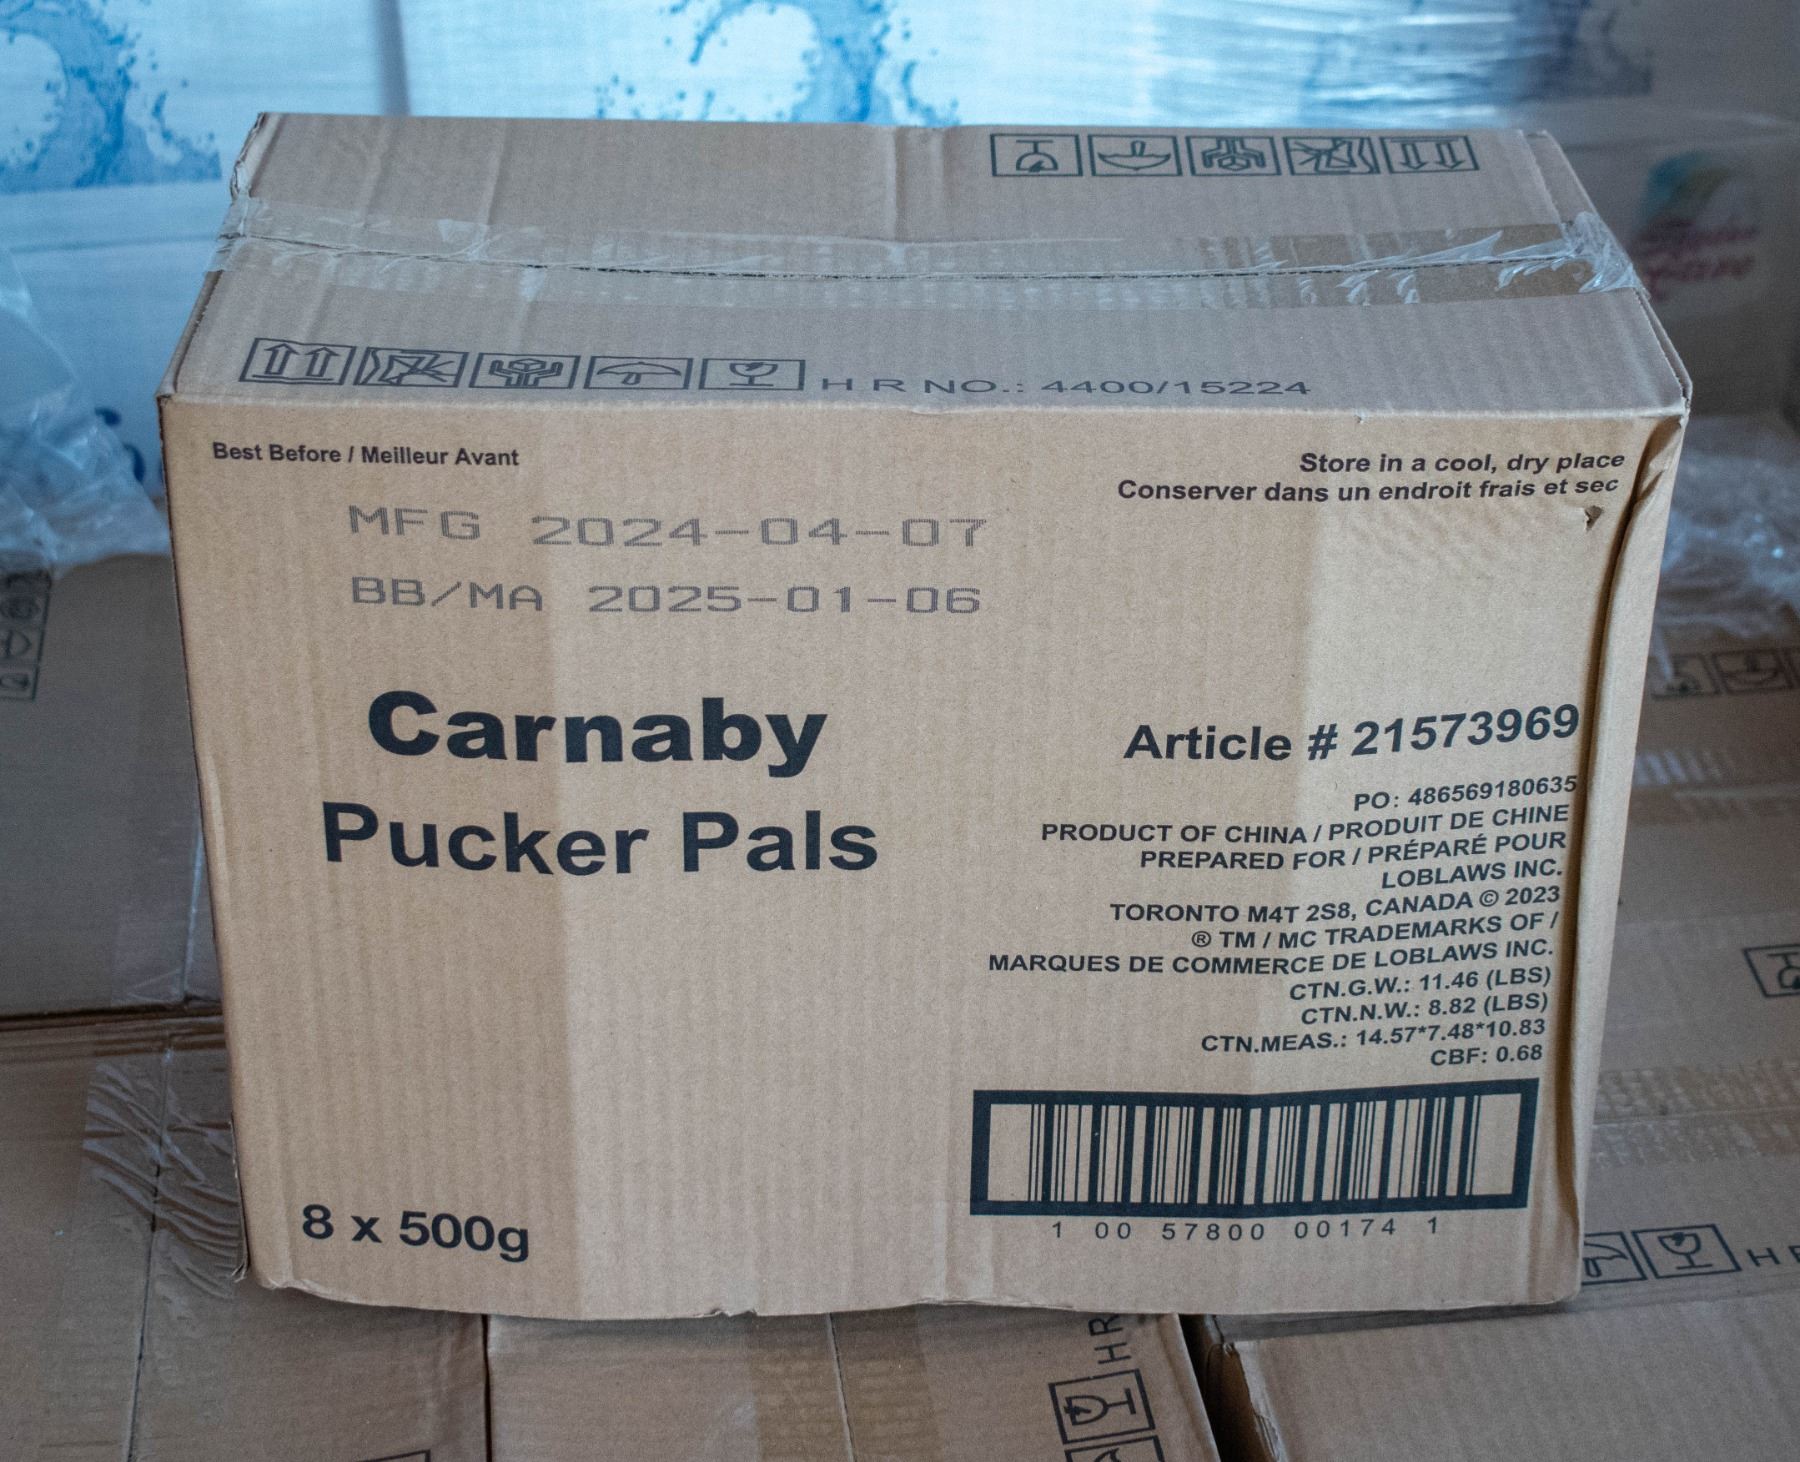 H R NO.: 4400/15224
Best Before / Meilleur Avant
Store in a cool, dry place
Conserver dans un endroit frais et sec
MFG 2024-04-07
BB/MA 2025-01-06
Carnaby
Pucker Pals
Article # 21573969
PO: 486569180635
PRODUCT OF CHINA / PRODUIT DE CHINE
PREPARED FOR / PRÉPARÉ POUR
LOBLAWS INC.
TORONTO M4T 2S8, CANADA © 2023
® TM / MC TRADEMARKS OF /
MARQUES DE COMMERCE DE LOBLAWS INC.
CTN.G.W.: 11.46 (LBS)
CTN.N.W.: 8.82 (LBS)
CTN.MEAS.: 14.57*7.48*10.83
CBF: 0.68
8 x 500g
1 00 57800 00174 1
HR